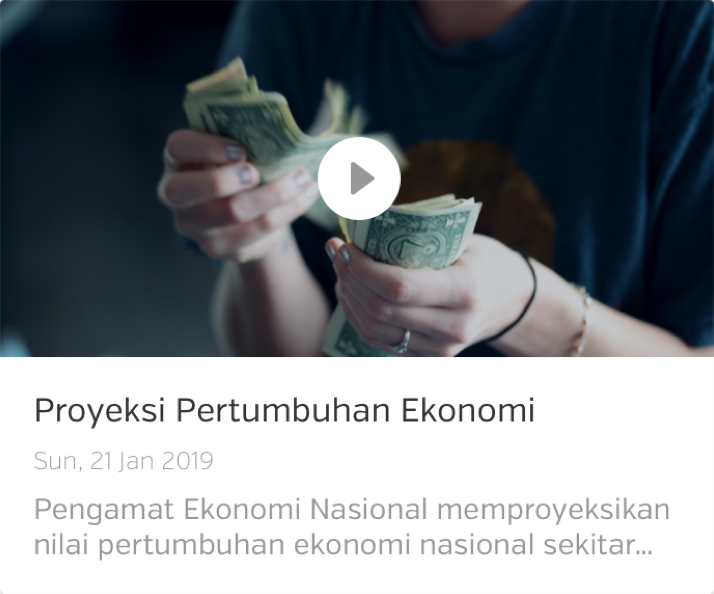 Proyeksi Pertumbuhan Ekonomi
Sun, 21 Jan 2019
Pengamat Ekonomi Nasional memproyeksikan
nilai pertumbuhan ekonomi nasional sekitar...